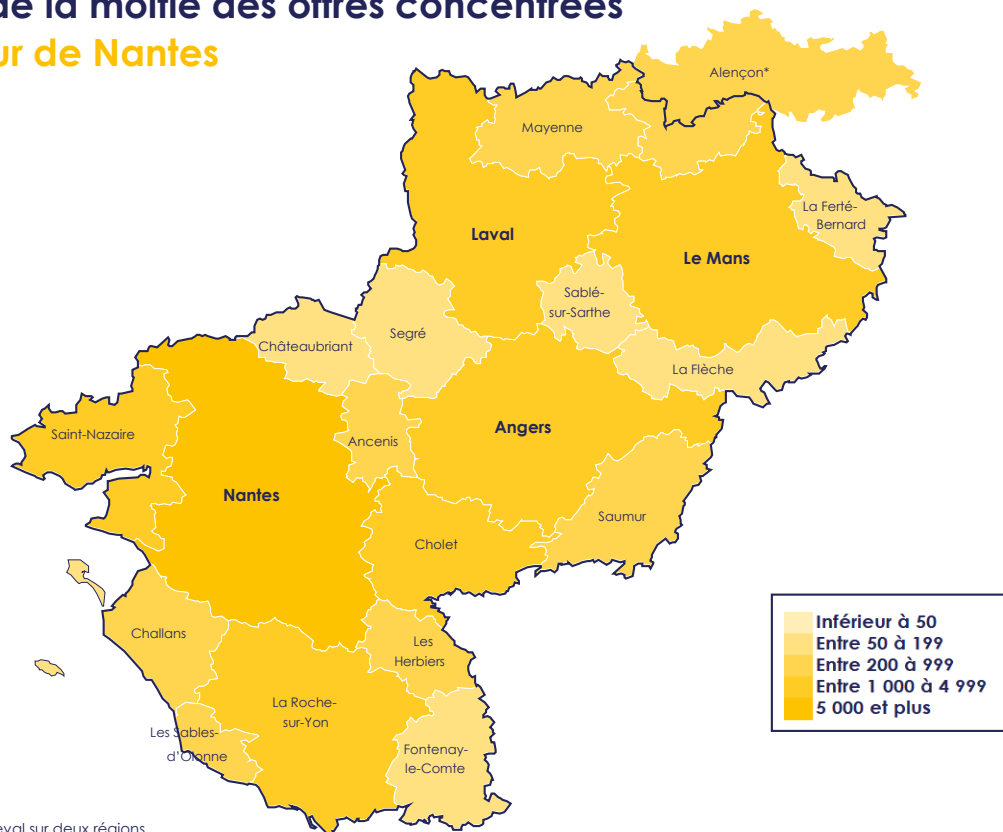 de la moitié des offres concentrées
ur de Nantes
Alençon*
Mayenne
La Ferté-
Bernard
Laval
Le Mans
Sablé-
sur-Sarthe
Segré
Châteaubriant
La Flèche
Saint-Nazaire
Ancenis
Angers
Nantes
Saumur
Cholet
Challans
Les
Herbiers
La Roche-
sur-Yon
Les Sables-
d'Olonne
Fontenay-
le-Comte
Inférieur à 50
Entre 50 à 199
Entre 200 à 999
Entre 1 000 à 4 999
5 000 et plus
eval sur deux régions